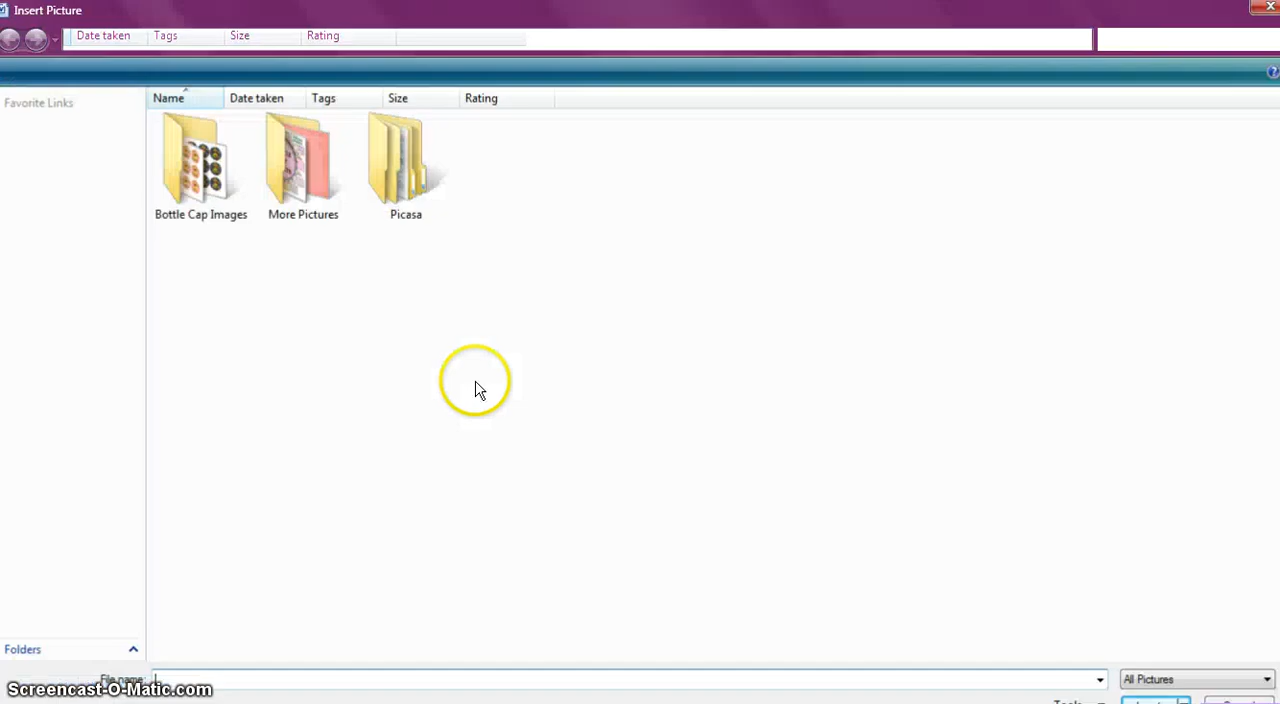 Insert Picture
Date taken Tags Size Rating
Favorite Links
Name Date taken Tags Size Rating
Bottle Cap Images More Pictures Picasa
Folders
File name:
All Pictures
Screencast-O-Matic.com
Tools